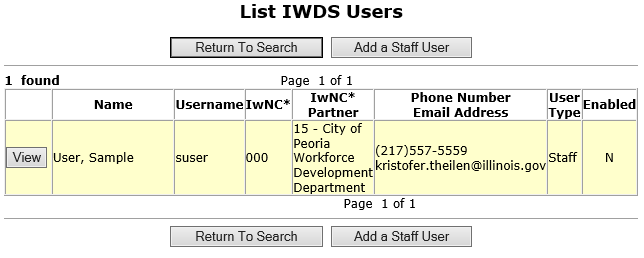 List IWDS Users
Return To Search Add a Staff User
1 found Page 1 of 1
Name Username IwNC* IwNC* Partner Phone Number Email Address User Type Enabled
View User, Sample suser 000 15 - City of Peoria Workforce Development Department (217)557-5559 kristofer.theilen@illinois.gov Staff N
Page 1 of 1
Return To Search Add a Staff User